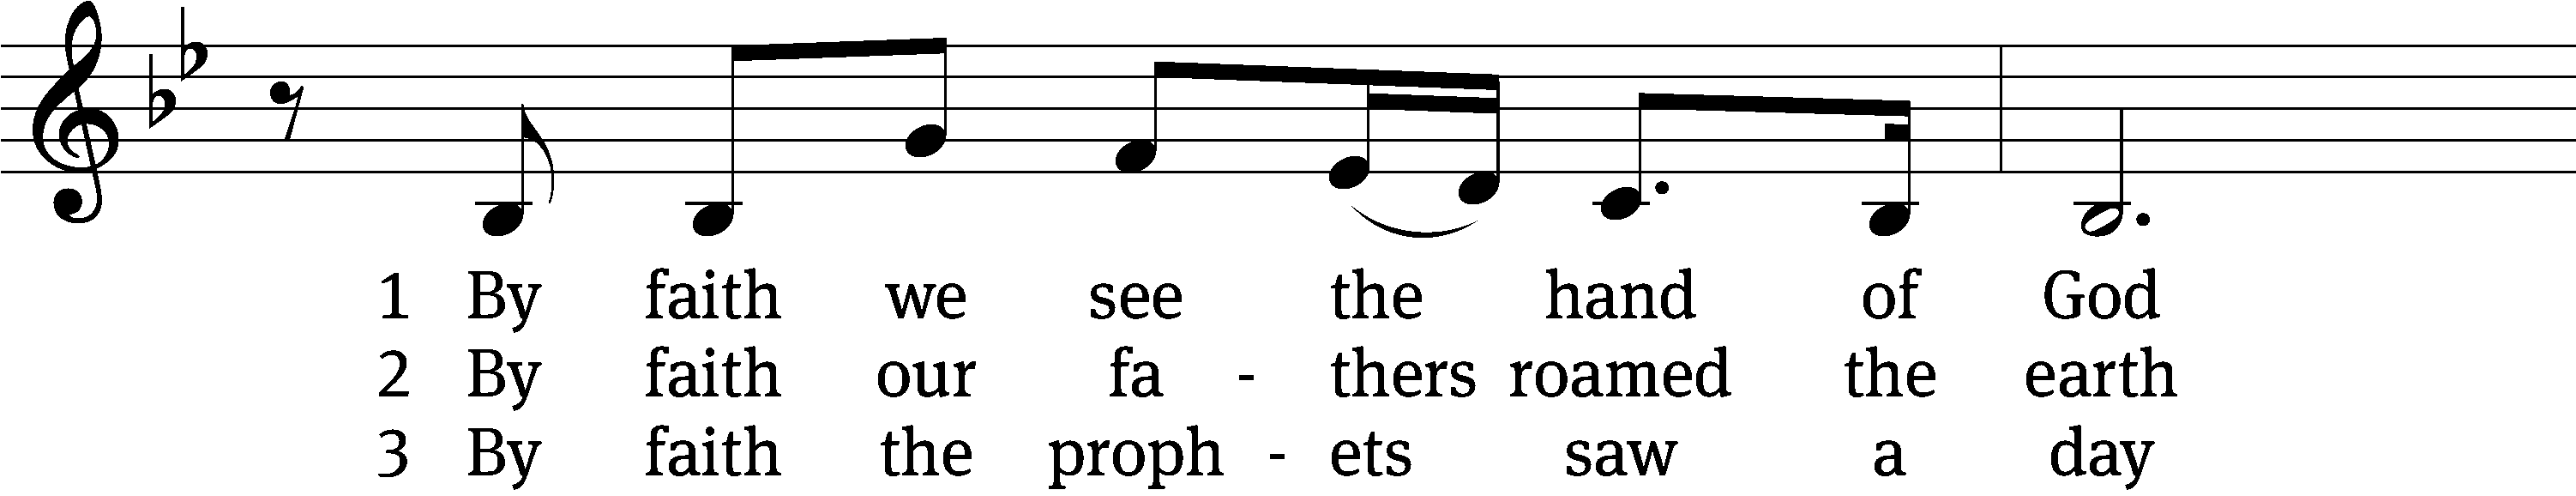 1 By faith we see the hand of God
2 By faith our fa - thers roamed the earth
3 By faith the proph - ets saw a day